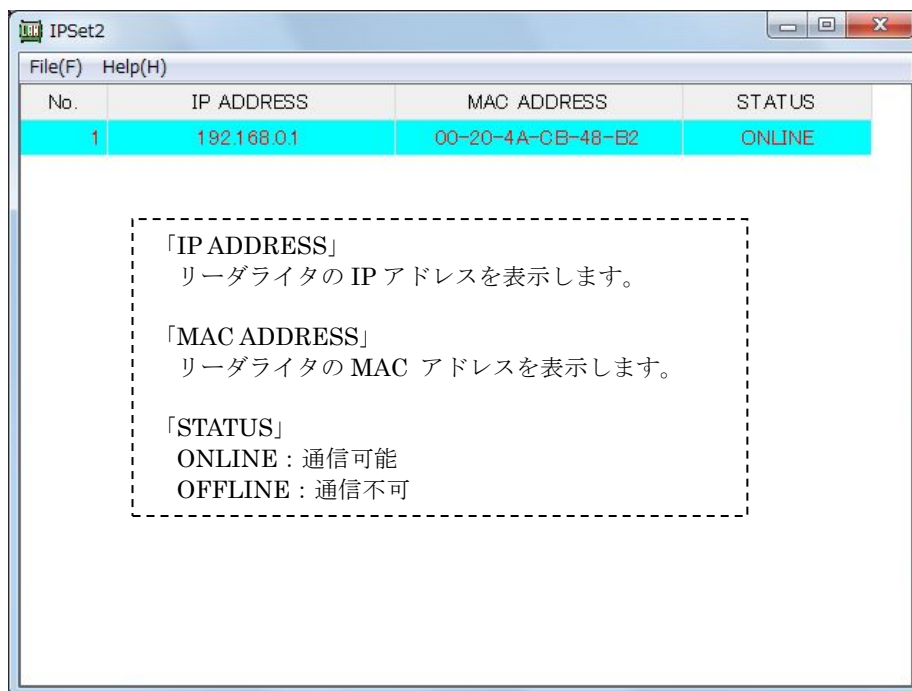 IPSet2
File(F) Help(H)
No. IP ADDRESS MAC ADDRESS STATUS
1 192.168.0.1 00-20-4A-CB-48-B2 ONLINE
「IP ADDRESS」
リーダライタの IP アドレスを表示します。
「MAC ADDRESS」
リーダライタの MAC アドレスを表示します。
「STATUS」
ONLINE：通信可能
OFFLINE：通信不可